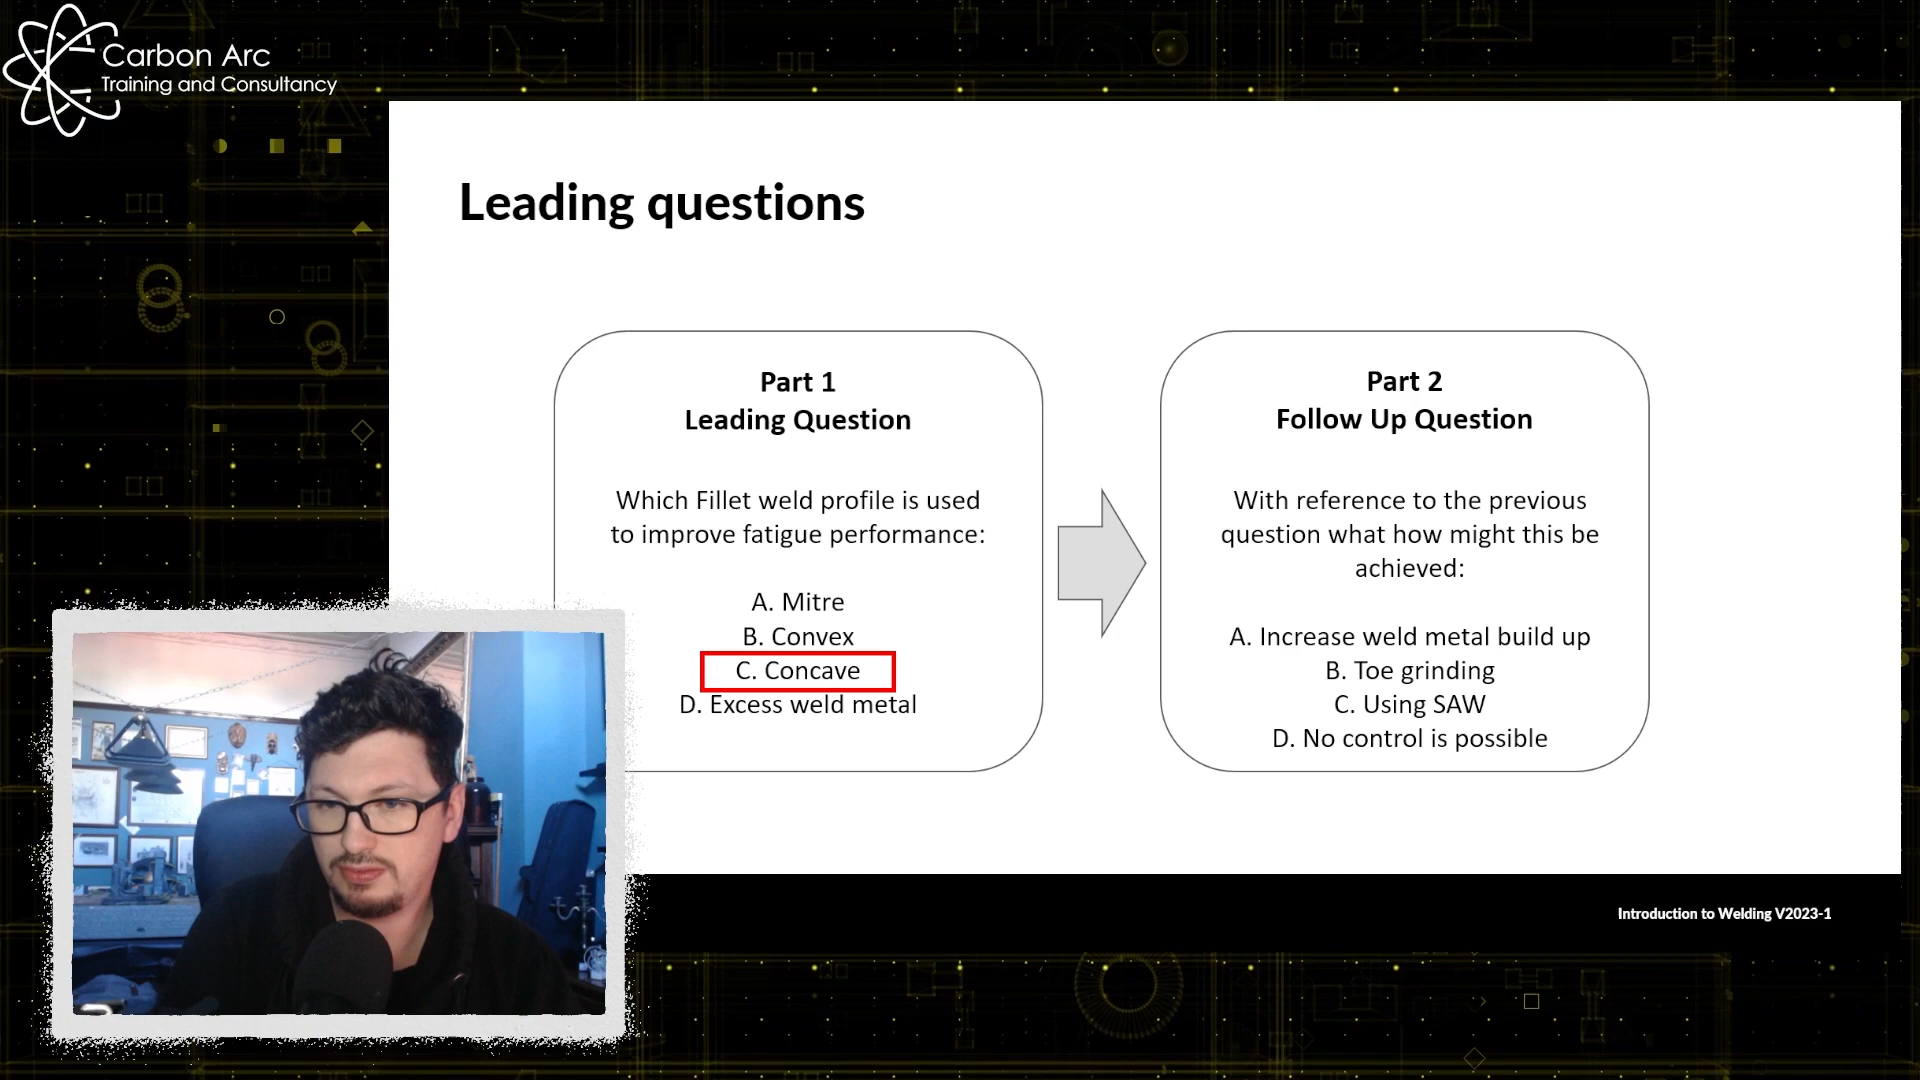 Carbon Arc
Training and Consultancy
Leading questions
Part 1
Leading Question
Which Fillet weld profile is used
to improve fatigue performance:
A. Mitre
B. Convex
C. Concave
D. Excess weld metal
Part 2
Follow Up Question
With reference to the previous
question what how might this be
achieved:
A. Increase weld metal build up
B. Toe grinding
C. Using SAW
D. No control is possible
Introduction to Welding V2023-1